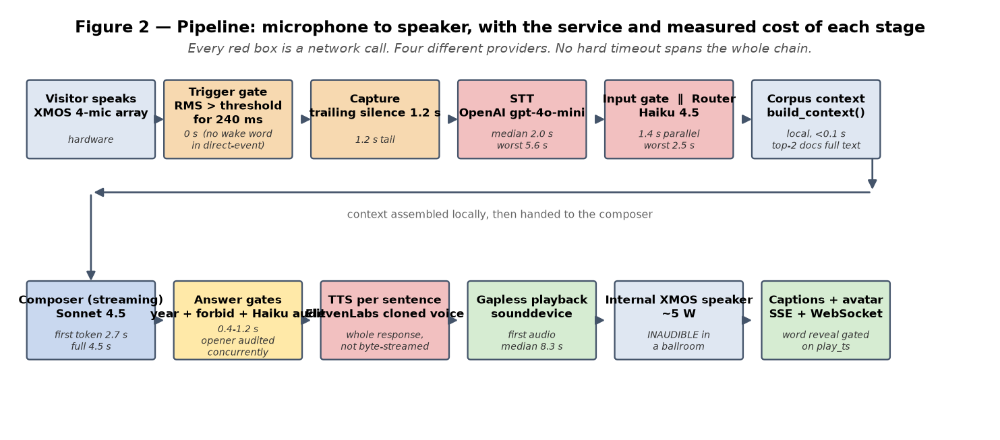 Figure 2 — Pipeline: microphone to speaker, with the service and measured cost of each stage
Every red box is a network call. Four different providers. No hard timeout spans the whole chain.
Visitor speaks
XMOS 4-mic array
hardware
Trigger gate
RMS > threshold
for 240 ms
0 s (no wake word
in direct-event)
Capture
trailing silence 1.2 s
1.2 s tail
STT
OpenAI gpt-4o-mini
median 2.0 s
worst 5.6 s
Input gate ∥ Router
Haiku 4.5
1.4 s parallel
worst 2.5 s
Corpus context
build_context()
local, <0.1 s
top-2 docs full text
context assembled locally, then handed to the composer
Composer (streaming)
Sonnet 4.5
first token 2.7 s
full 4.5 s
Answer gates
year + forbid + Haiku audit
0.4-1.2 s
opener audited
concurrently
TTS per sentence
ElevenLabs cloned voice
whole response,
not byte-streamed
Gapless playback
sounddevice
first audio
median 8.3 s
Internal XMOS speaker
~5 W
INAUDIBLE in
a ballroom
Captions + avatar
SSE + WebSocket
word reveal gated
on play_ts